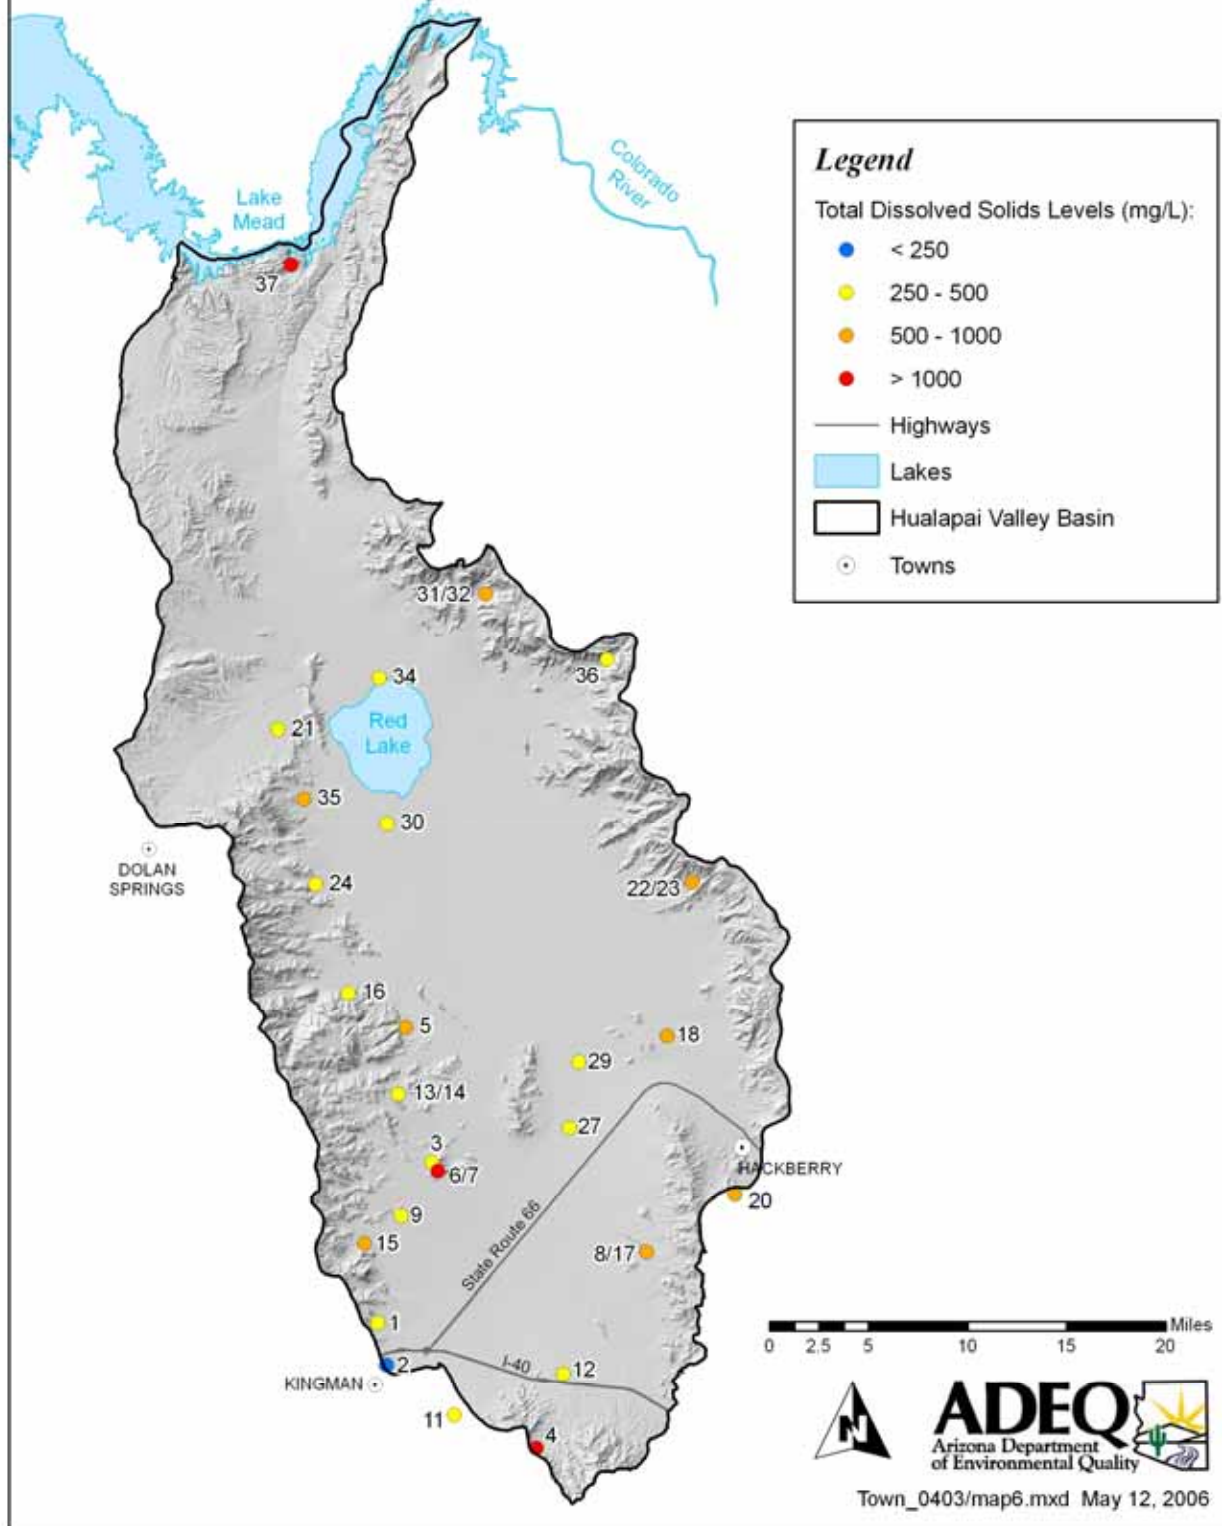 Colorado
River
Lake
Mead
37
Legend
Total Dissolved Solids Levels (mg/L):
< 250
250 - 500
500 - 1000
> 1000
Highways
Lakes
Hualapai Valley Basin
Towns
31/32
36
34
21
Red
Lake
35
30
DOLAN
SPRINGS
24
22/23
16
5
18
29
13/14
27
3
6/7
HACKBERRY
20
9
15
8/17
State Route 66
1
2
I-40
12
KINGMAN
11
4
Miles
0 2.5 5 10 15 20
N
ADEQ
Arizona Department
of Environmental Quality
Town_0403/map6.mxd May 12, 2006